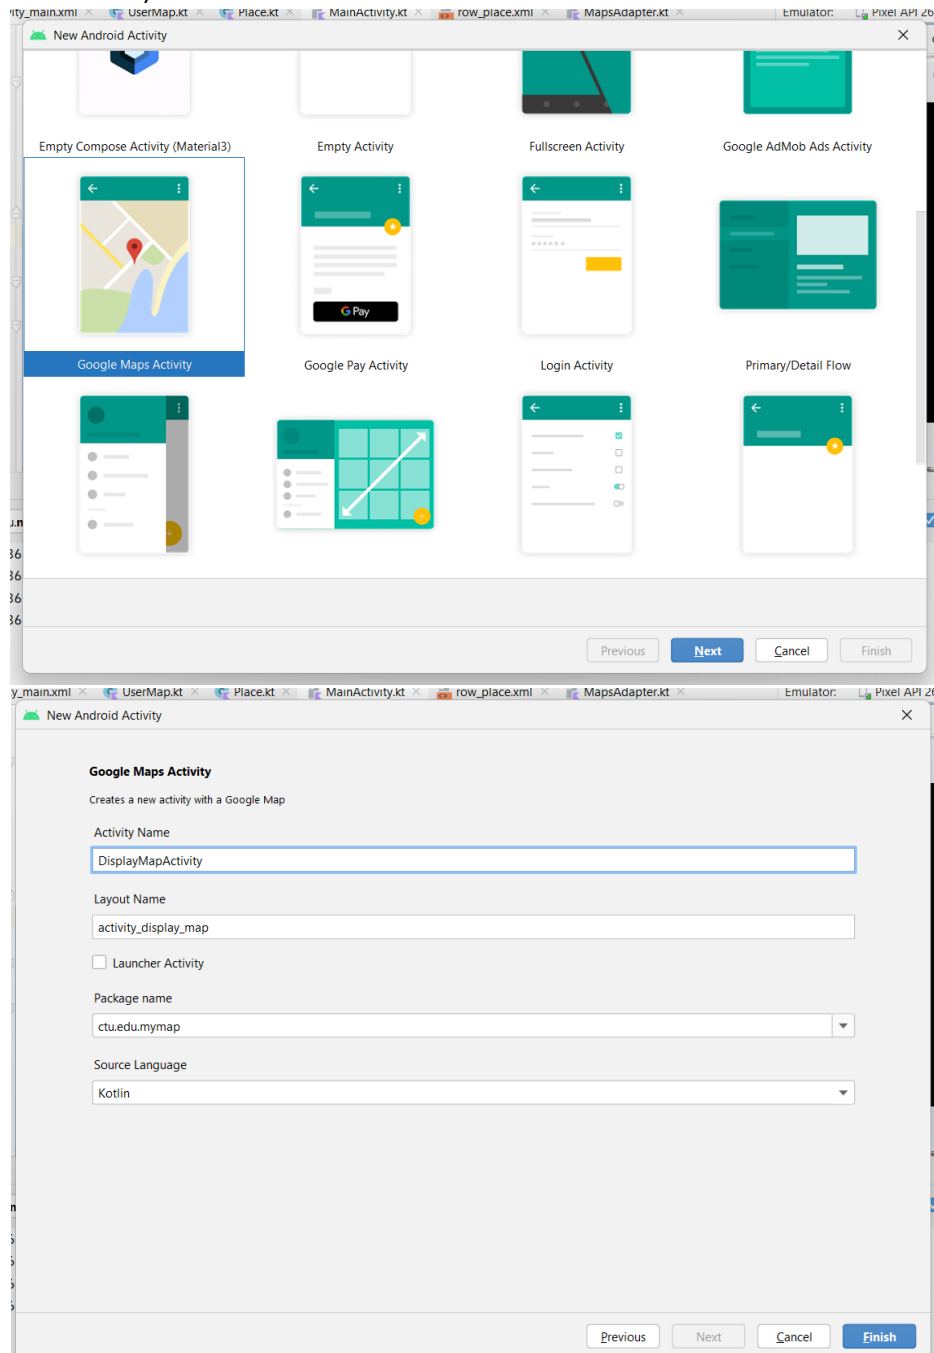 ity_main.xml UserMap.kt Place.kt MainActivity.kt row_place.xml MapsAdapter.kt Emulator: Pixel API 26
New Android Activity
Empty Compose Activity (Material3) Empty Activity Fullscreen Activity Google AdMob Ads Activity
G Pay
Google Maps Activity Google Pay Activity Login Activity Primary/Detail Flow
36
36
36
36
Previous Next Cancel Finish
y_main.xml UserMap.kt Place.kt MainActivity.kt row_place.xml MapsAdapter.kt Emulator: Pixel API 26
New Android Activity
Google Maps Activity
Creates a new activity with a Google Map
Activity Name
DisplayMapActivity
Layout Name
activity_display_map
Launcher Activity
Package name
ctu.edu.mymap
Source Language
Kotlin
Previous Next Cancel Finish